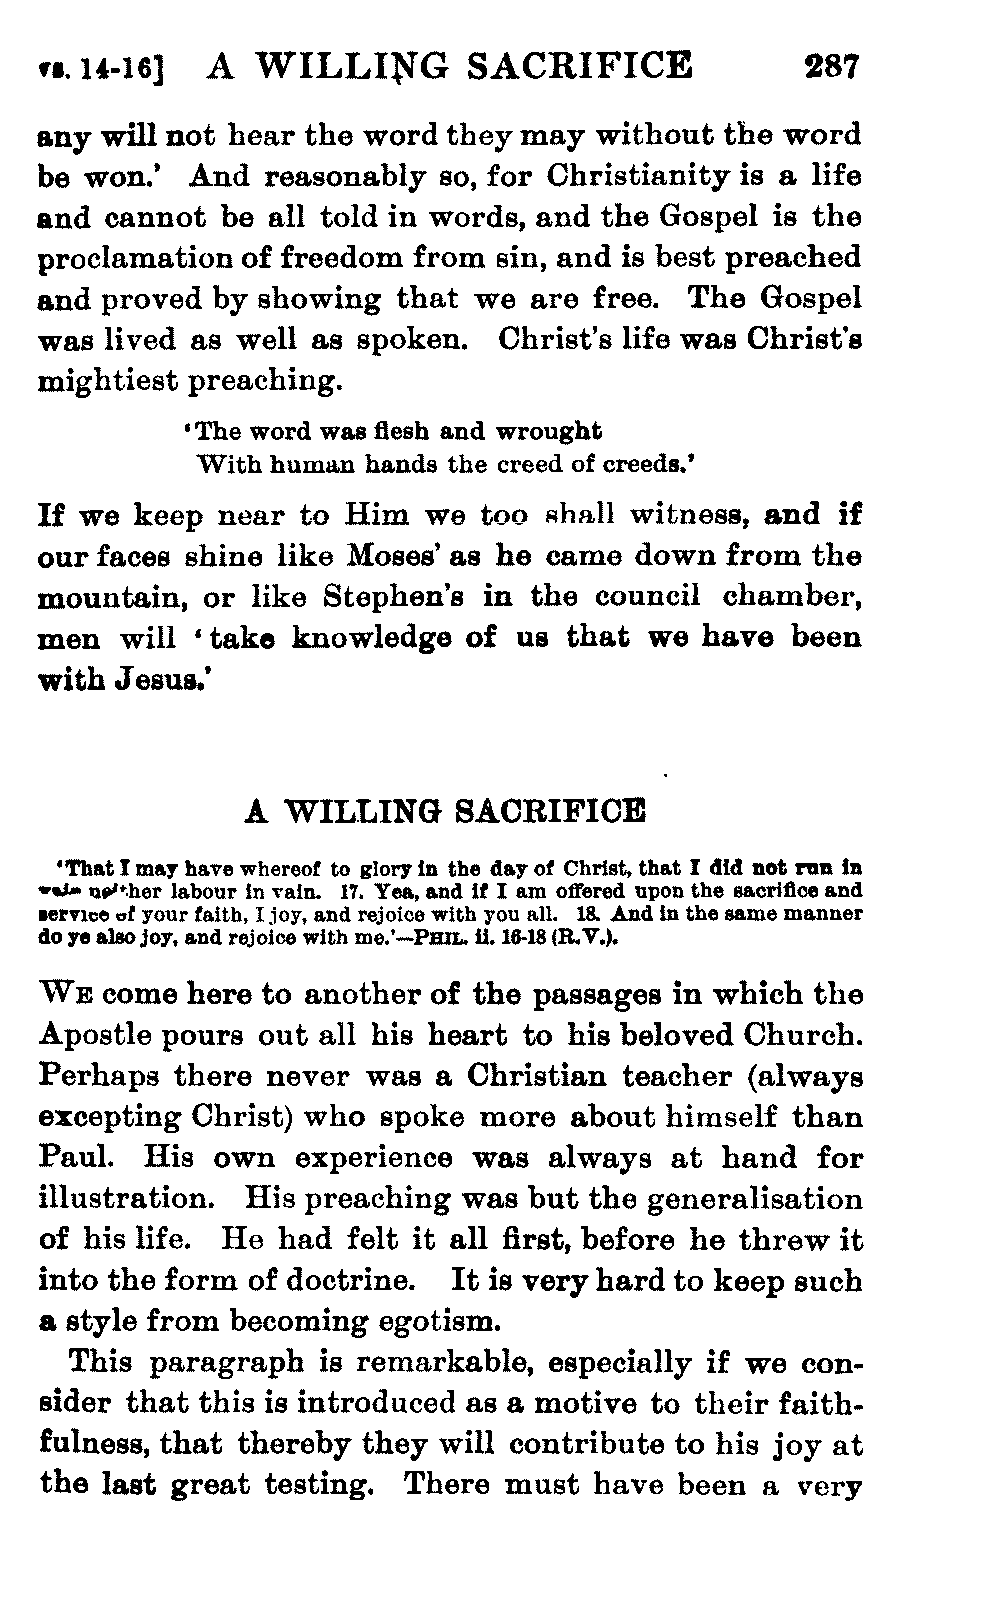 vs. 14-16] A WILLING SACRIFICE 287
any will not hear the word they may without the word
be won.' And reasonably so, for Christianity is a life
and cannot be all told in words, and the Gospel is the
proclamation of freedom from sin, and is best preached
and proved by showing that we are free. The Gospel
was lived as well as spoken. Christ's life was Christ's
mightiest preaching.
'The word was flesh and wrought
With human hands the creed of creeds.'
If we keep near to Him we too shall witness, and if
our faces shine like Moses' as he came down from the
mountain, or like Stephen's in the council chamber,
men will 'take knowledge of us that we have been
with Jesus.'
A WILLING SACRIFICE
'That I may have whereof to glory in the day of Christ, that I did not run in
vain neither labour in vain. 17. Yea, and if I am offered upon the sacrifice and
service of your faith, I joy, and rejoice with you all. 18. And in the same manner
do ye also joy, and rejoice with me.'—PHIL. ii. 16-18 (R.V.).
WE come here to another of the passages in which the
Apostle pours out all his heart to his beloved Church.
Perhaps there never was a Christian teacher (always
excepting Christ) who spoke more about himself than
Paul. His own experience was always at hand for
illustration. His preaching was but the generalisation
of his life. He had felt it all first, before he threw it
into the form of doctrine. It is very hard to keep such
a style from becoming egotism.
This paragraph is remarkable, especially if we con-
sider that this is introduced as a motive to their faith-
fulness, that thereby they will contribute to his joy at
the last great testing. There must have been a very